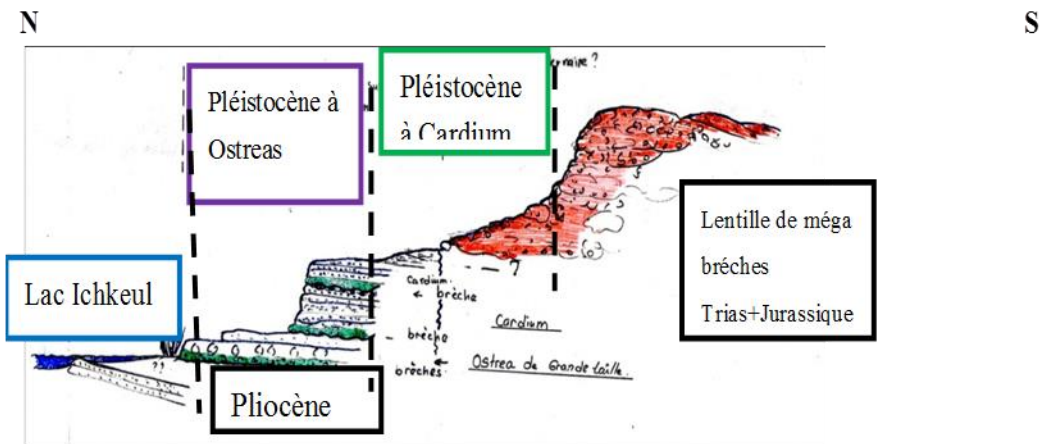 N
S
Pléistocène à
Ostreas
Pléistocène
à Cardium
Lac Ichkeul
Lentille de méga
bréches
Trias+Jurassique
Cardium.
← brèche
Cardium
- brèche
brèches.
← Ostrea de Grande taille.
??
?
Pliocène